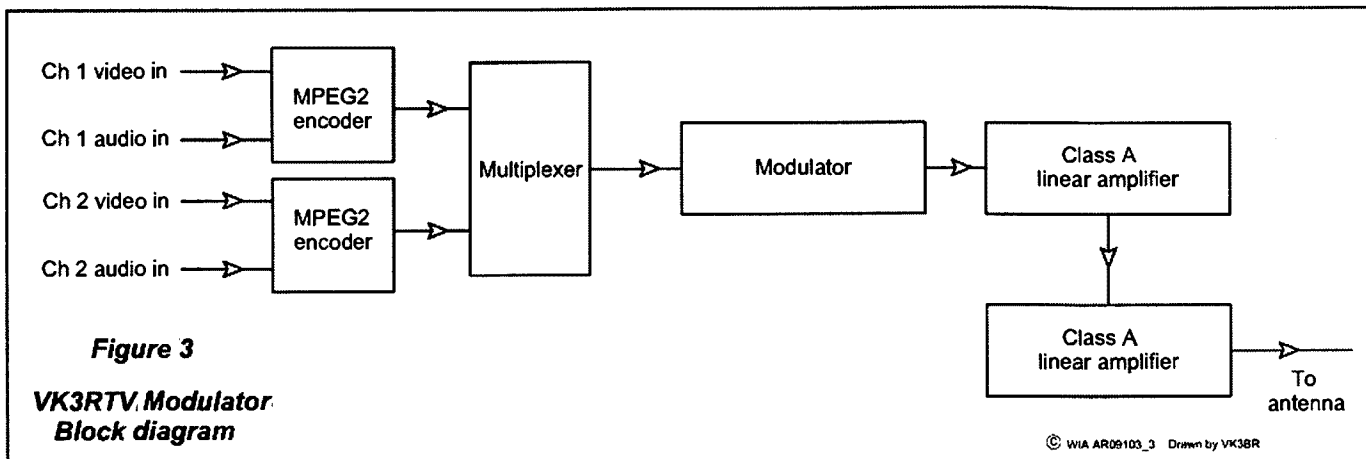 Ch 1 video in
Ch 1 audio in
MPEG2
encoder
Ch 2 video in
Ch 2 audio in
MPEG2
encoder
Multiplexer
Modulator
Class A
linear amplifier
Class A
linear amplifier
To
antenna
Figure 3
VK3RTV Modulator
Block diagram
© WIA AR09103_3 Drawn by VK3BR